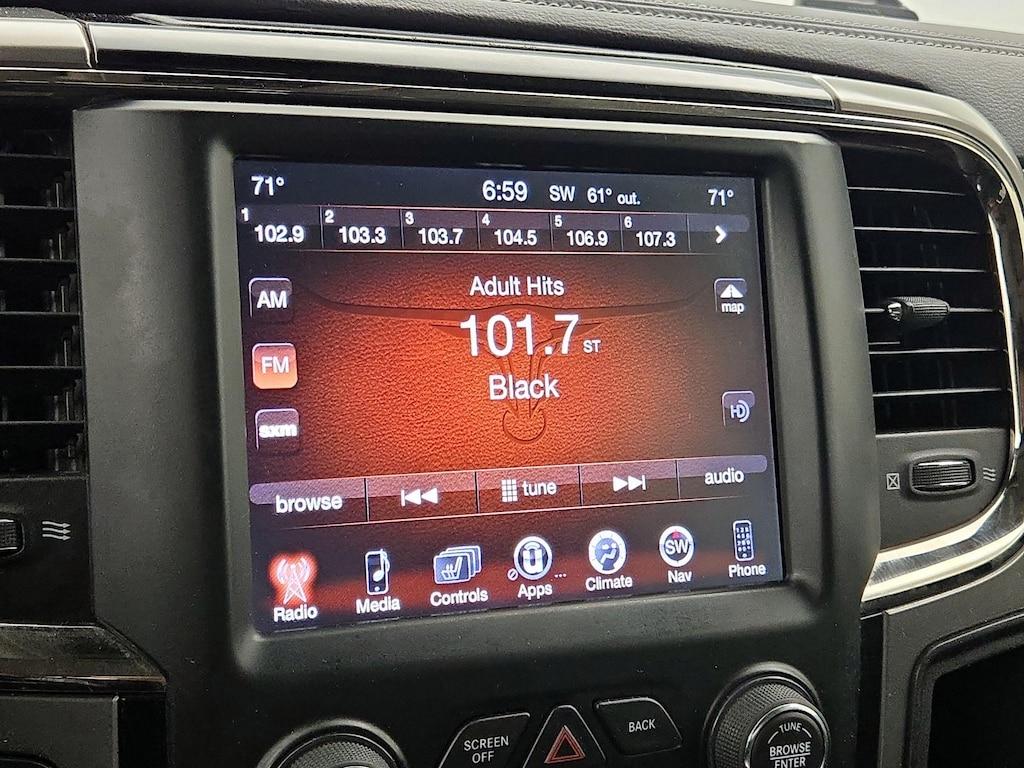 71° 6:59 SW 61° out. 71°
1 102.9 2 103.3 3 103.7 4 104.5 5 106.9 6 107.3
Adult Hits
AM
map
101.7 ST
FM
Black
HD
sxm
browse tune audio
Radio Media Controls Apps ... Climate SW Nav Phone
SCREEN OFF
BACK
TUNE
BROWSE
ENTER